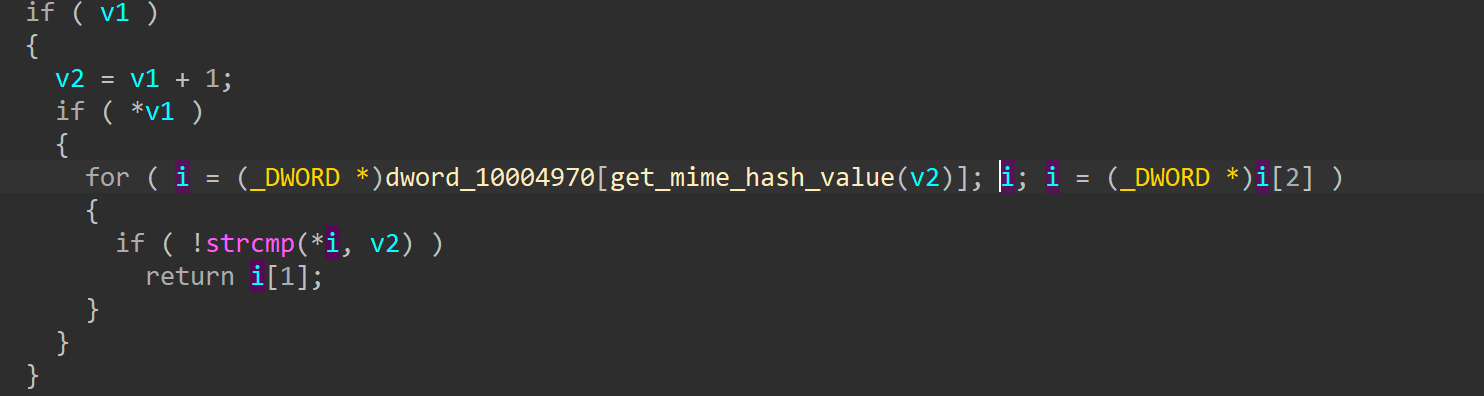 if ( v1 )
{
v2 = v1 + 1;
if ( *v1 )
{
for ( i = (_DWORD *)dword_10004970[get_mime_hash_value(v2)]; i; i = (_DWORD *)i[2] )
{
if ( !strcmp(*i, v2) )
return i[1];
}
}
}